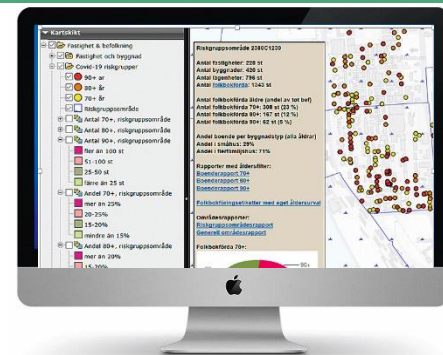 Kartskikt
Fastighet & befolkning
Fastighet och byggnad
Covid-19 riskgrupper
90+ år
80+ år
70+ år
Riskgruppsområde
Antal 70+, riskgruppsområde
Antal 80+, riskgruppsområde
Antal 90+, riskgruppsområde
fler än 100 st
51-100 st
25-50 st
färre än 25 st
Andel 70+, riskgruppsområde
mer än 25%
20-25%
15-20%
mindre än 15%
Andel 80+, riskgruppsområde
mer än 20%
15-20%
Riskgruppsområde 2380C1230
Antal fastigheter: 228 st
Antal byggnader: 420 st
Antal lägenheter: 796 st
Antal folkbokförda: 1343 st
Antal folkbokförda äldre (andel av tot bef)
Antal folkbokförda 70+: 308 st (23 %)
Antal folkbokförda 80+: 167 st (12 %)
Antal folkbokförda 90+: 62 st (5 %)
Andel boende per byggnadstyp (alla åldrar)
Andel i småhus: 29%
Andel i flerfamiljshus: 71%
Rapporter med åldersfilter:
Boenderapport 70+
Boenderapport 80+
Boenderapport 90+
Folkbokföringsetiketter med eget åldersurval
Områdesrapporter:
Riskgruppsområdesrapport
Generell områdesrapport
Folkbokförda 70+:
90+